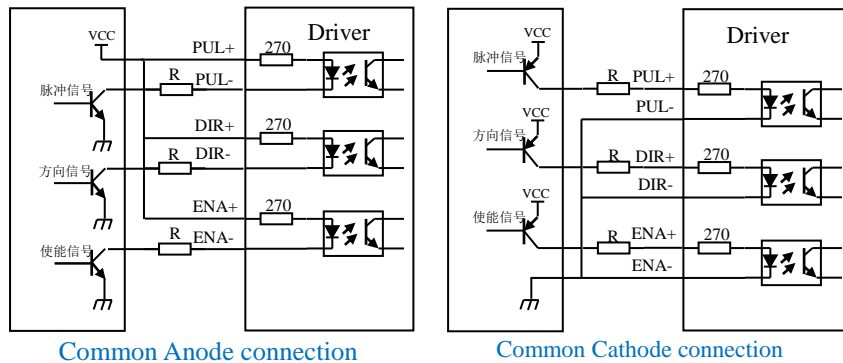 Driver
VCC
PUL+
270
R
PUL-
脉冲信号
DIR+
270
R
DIR-
方向信号
ENA+
270
R
ENA-
使能信号
Common Anode connection
Driver
VCC
脉冲信号
R
PUL+
270
PUL-
VCC
方向信号
R
DIR+
270
DIR-
VCC
使能信号
R
ENA+
270
ENA-
Common Cathode connection